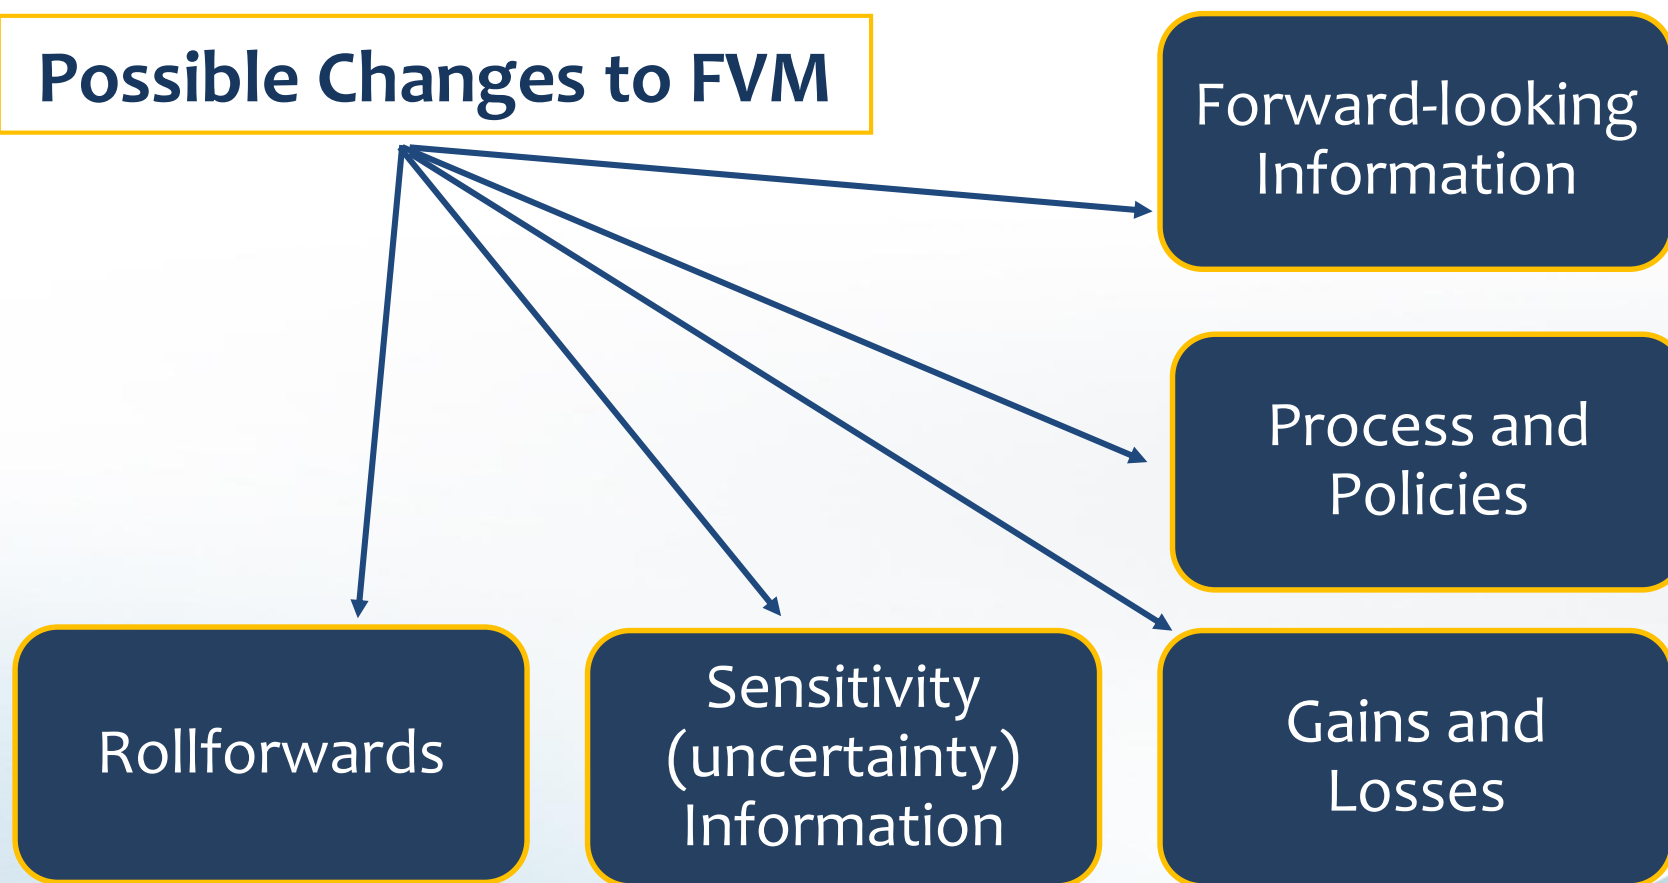 Possible Changes to FVM
Forward-looking
Information
Process and
Policies
Rollforwards
Sensitivity
(uncertainty)
Information
Gains and
Losses